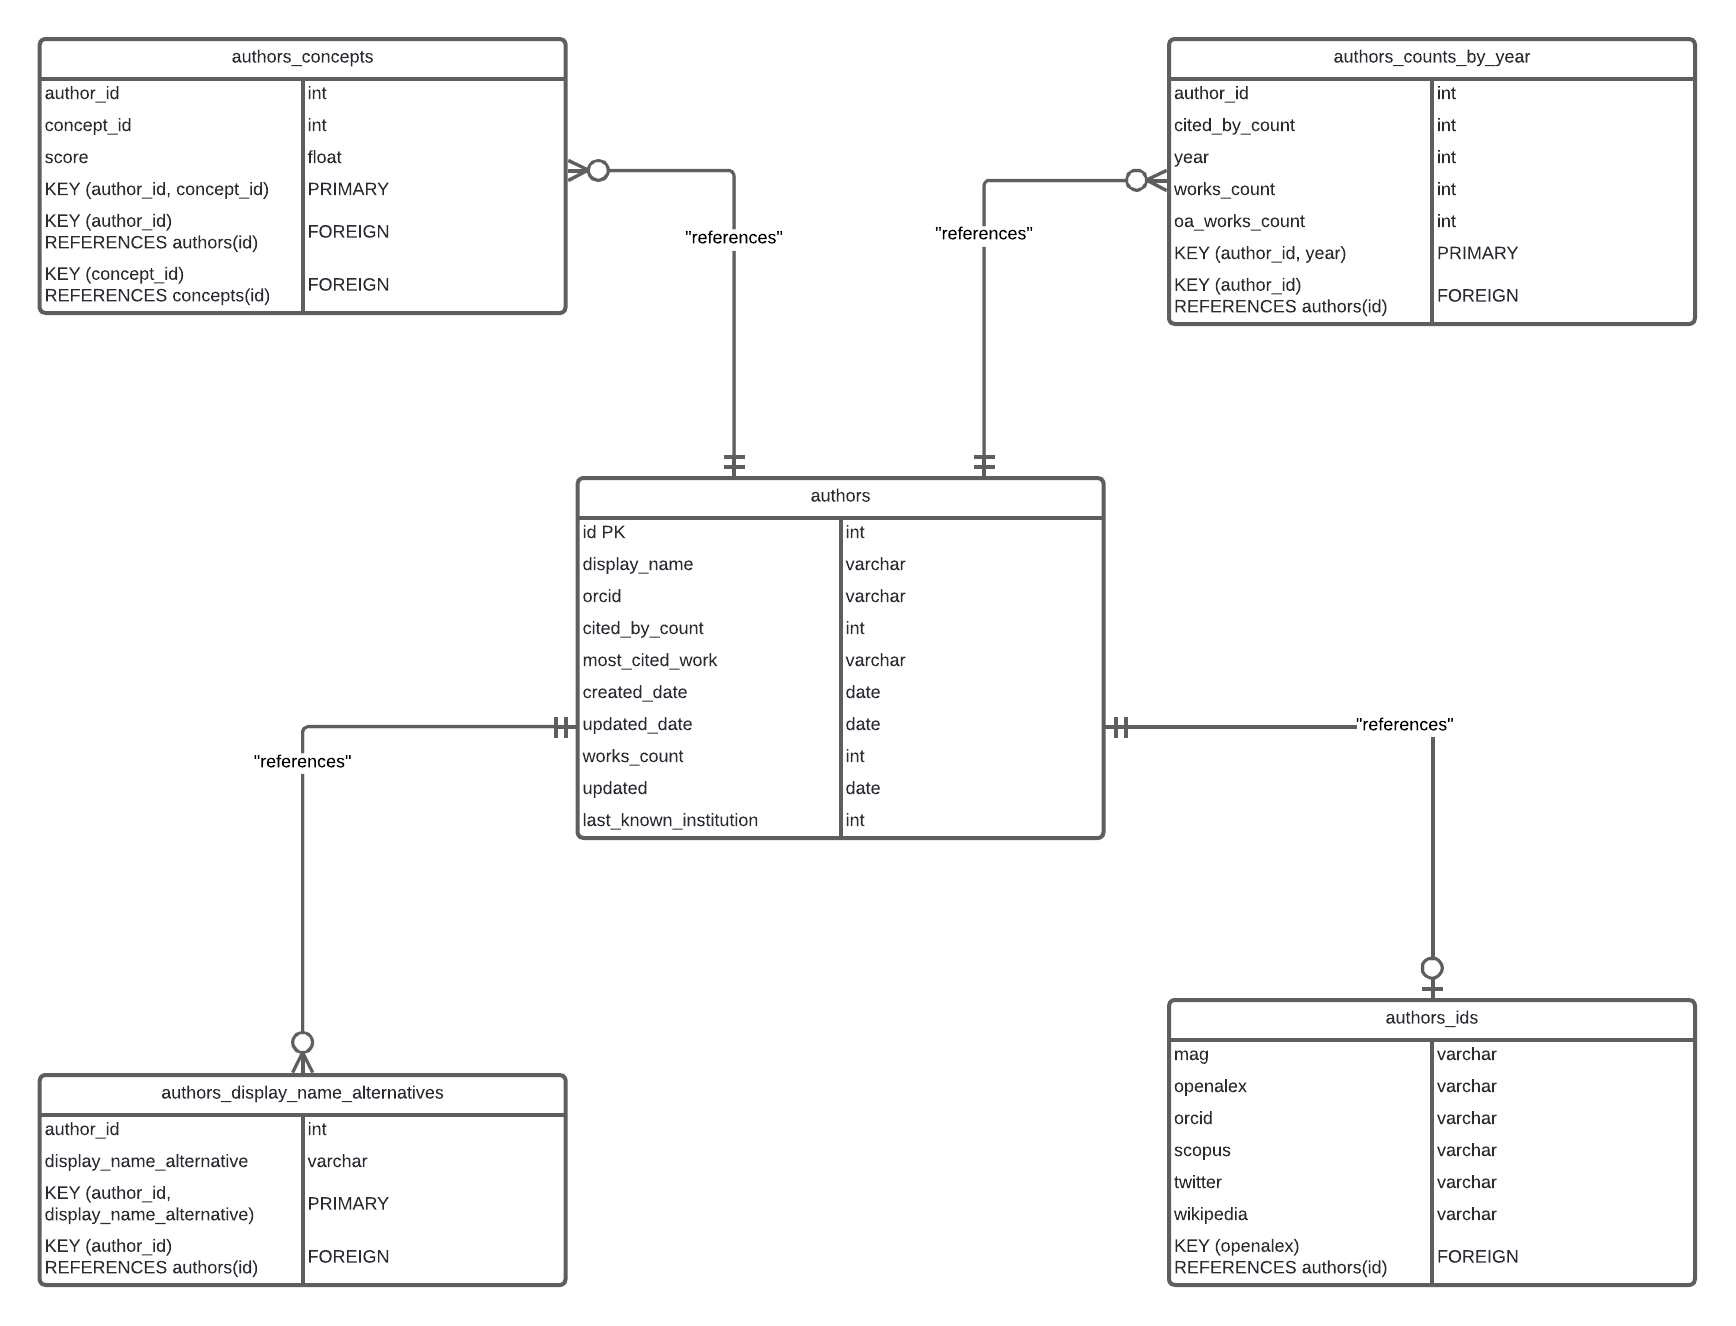 authors_concepts
author_id int
concept_id int
score float
KEY (author_id, concept_id) PRIMARY
KEY (author_id)
REFERENCES authors(id) FOREIGN
KEY (concept_id)
REFERENCES concepts(id) FOREIGN
authors_counts_by_year
author_id int
cited_by_count int
year int
works_count int
oa_works_count int
KEY (author_id, year) PRIMARY
KEY (author_id)
REFERENCES authors(id) FOREIGN
"references"
"references"
authors
id PK int
display_name varchar
orcid varchar
cited_by_count int
most_cited_work varchar
created_date date
updated_date date
works_count int
updated date
last_known_institution int
"references"
"references"
authors_display_name_alternatives
author_id int
display_name_alternative varchar
KEY (author_id,
display_name_alternative) PRIMARY
KEY (author_id)
REFERENCES authors(id) FOREIGN
authors_ids
mag varchar
openalex varchar
orcid varchar
scopus varchar
twitter varchar
wikipedia varchar
KEY (openalex)
REFERENCES authors(id) FOREIGN